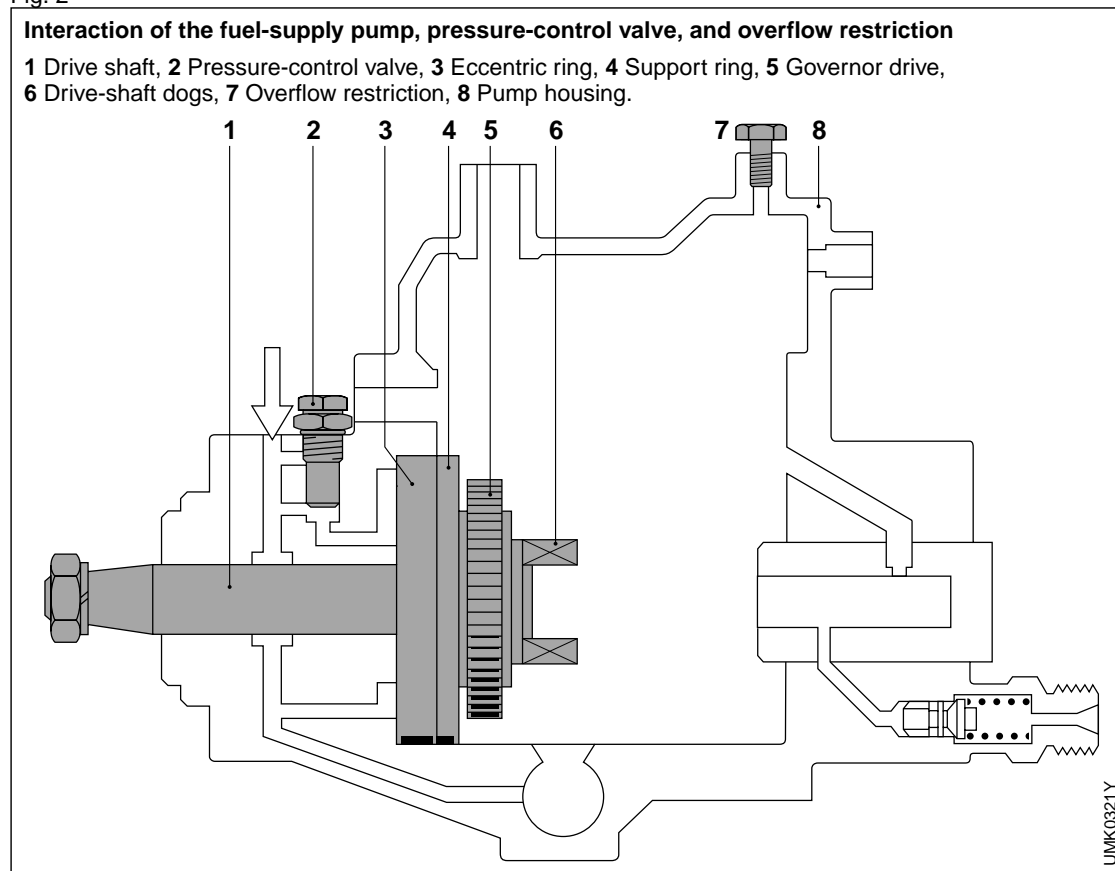 Fig. 2
Interaction of the fuel-supply pump, pressure-control valve, and overflow restriction
1 Drive shaft, 2 Pressure-control valve, 3 Eccentric ring, 4 Support ring, 5 Governor drive,
6 Drive-shaft dogs, 7 Overflow restriction, 8 Pump housing.
1 2 3 4 5 6 7 8
UMK0321Y